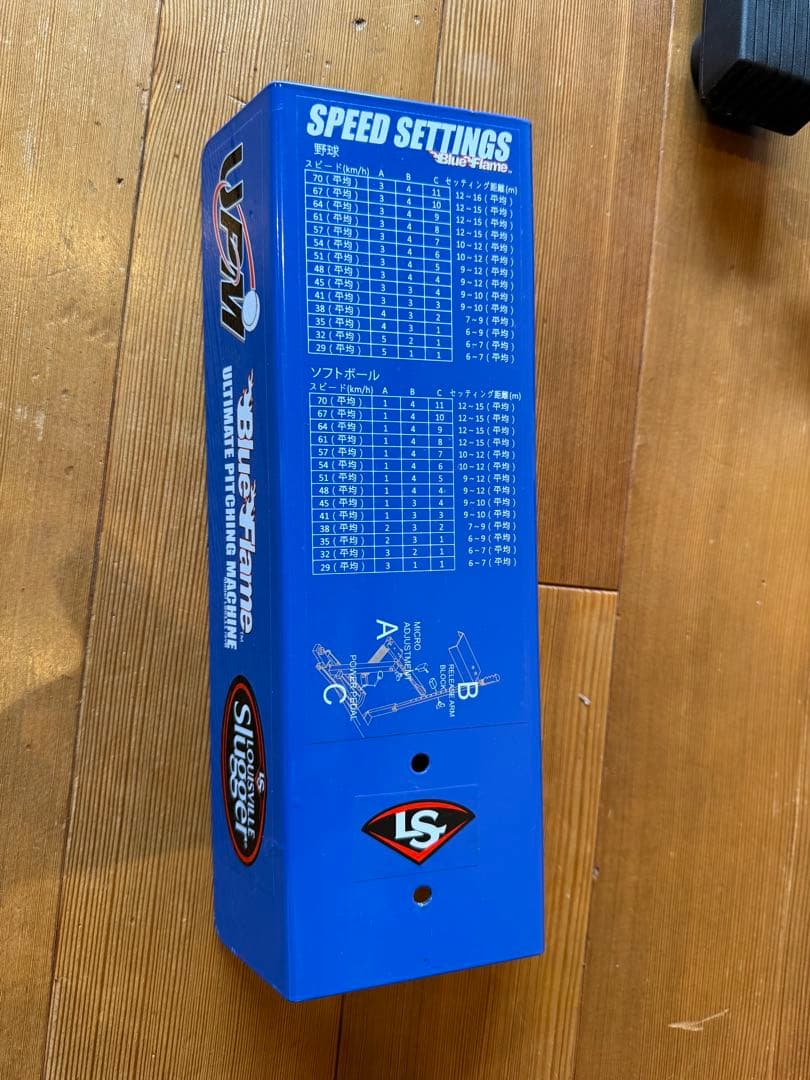 SPEED SETTINGS
Blue Flame™
野球
スピード(km/h) A B C セッティング距離(m)
70 ( 平均) 3 4 11 12 ~ 16 ( 平均)
67 ( 平均) 3 4 10 12 ~ 15 ( 平均)
64 ( 平均) 3 4 9 12 ~ 15 ( 平均)
61 ( 平均) 3 4 8 12 ~ 15 ( 平均)
57 ( 平均) 3 4 7 10 ~ 12 ( 平均)
54 ( 平均) 3 4 6 10 ~ 12 ( 平均)
51 ( 平均) 3 4 5 9 ~ 12 ( 平均)
48 ( 平均) 3 4 4 9 ~ 12 ( 平均)
45 ( 平均) 3 3 4 9 ~ 10 ( 平均)
41 ( 平均) 3 3 3 9 ~ 10 ( 平均)
38 ( 平均) 4 3 2 7 ~ 9 ( 平均)
35 ( 平均) 4 3 1 6 ~ 9 ( 平均)
32 ( 平均) 5 2 1 6 ~ 7 ( 平均)
29 ( 平均) 5 1 1 6 ~ 7 ( 平均)
ソフトボール
スピード(km/h) A B C セッティング距離(m)
70 ( 平均) 1 4 11 12 ~ 15 ( 平均)
67 ( 平均) 1 4 10 12 ~ 15 ( 平均)
64 ( 平均) 1 4 9 12 ~ 15 ( 平均)
61 ( 平均) 1 4 8 12 ~ 15 ( 平均)
57 ( 平均) 1 4 7 10 ~ 12 ( 平均)
54 ( 平均) 1 4 6 10 ~ 12 ( 平均)
51 ( 平均) 1 4 5 9 ~ 12 ( 平均)
48 ( 平均) 1 4 4 9 ~ 12 ( 平均)
45 ( 平均) 1 3 4 9 ~ 10 ( 平均)
41 ( 平均) 1 3 3 9 ~ 10 ( 平均)
38 ( 平均) 2 3 2 7 ~ 9 ( 平均)
35 ( 平均) 2 3 1 6 ~ 9 ( 平均)
32 ( 平均) 3 2 1 6 ~ 7 ( 平均)
29 ( 平均) 3 1 1 6 ~ 7 ( 平均)
A
MICRO
ADJUSTMENT
B
RELEASE ARM
BLOCK
C
POWER PEDAL
LS
UPM
Blue Flame™
ULTIMATE PITCHING MACHINE
LS
LOUISVILLE
Slugger®